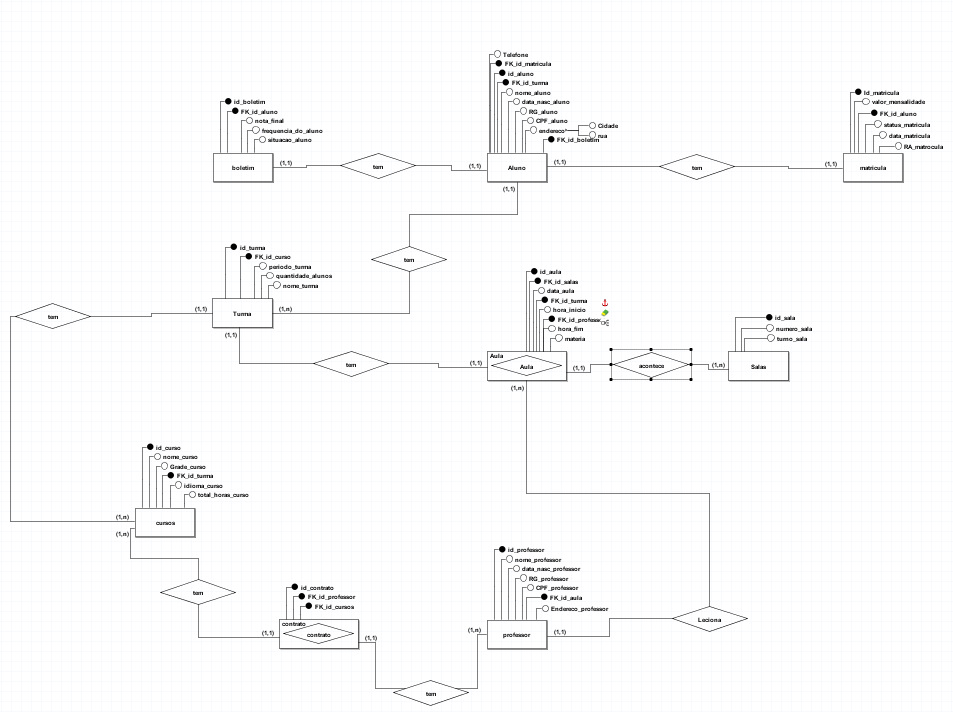 Telefone
FK_id_matricula
id_aluno
FK_id_turma
nome_aluno
data_nasc_aluno
RG_aluno
CPF_aluno
endereco
Cidade
rua
FK_id_boletim
id_boletim
FK_id_aluno
nota_final
frequencia_do_aluno
situacao_aluno
Id_matricula
valor_mensalidade
FK_id_aluno
status_matricula
data_matricula
RA_matrocula
boletim
(1,1)
tem
(1,1)
Aluno
(1,1)
tem
(1,1)
matricula
(1,1)
id_turma
FK_id_curso
periodo_turma
quantidade_alunos
nome_turma
tem
tem
(1,1)
Turma
(1,n)
(1,1)
id_aula
FK_id_salas
data_aula
FK_id_turma
hora_inicio
FK_id_profess
hora_fim
materia
id_sala
numero_sala
turno_sala
tem
(1,1)
Aula
Aula
(1,1)
acontece
(1,n)
Salas
(1,n)
id_curso
nome_curso
Grade_curso
FK_id_turma
idioma_curso
total_horas_curso
(1,n)
cursos
(1,n)
tem
id_contrato
FK_id_professor
FK_id_cursos
(1,1)
contrato
contrato
(1,1)
tem
id_professor
nome_professor
data_nasc_professor
RG_professor
CPF_professor
FK_id_aula
Endereco_professor
(1,n)
professor
(1,1)
Leciona